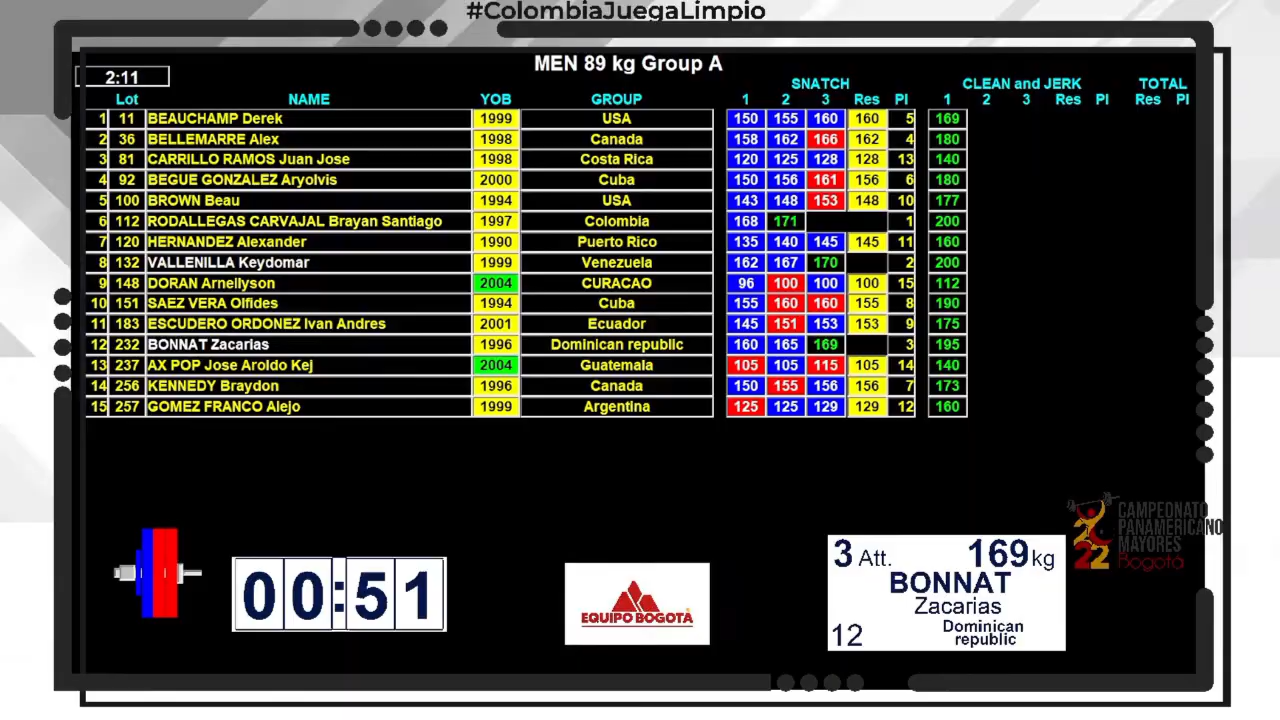 #ColombiaJuegaLimpio
MEN 89 kg Group A
2:11
SNATCH CLEAN and JERK TOTAL
Lot NAME YOB GROUP 1 2 3 Res Pl 1 2 3 Res Pl Res Pl
1 11 BEAUCHAMP Derek 1999 USA 150 155 160 160 5 169
2 36 BELLEMARRE Alex 1998 Canada 158 162 166 162 4 180
3 81 CARRILLO RAMOS Juan Jose 1998 Costa Rica 120 125 128 128 13 140
4 92 BEGUE GONZALEZ Aryolvis 2000 Cuba 150 156 161 156 6 180
5 100 BROWN Beau 1994 USA 143 148 153 148 10 177
6 112 RODALLEGAS CARVAJAL Brayan Santiago 1997 Colombia 168 171 1 200
7 120 HERNANDEZ Alexander 1990 Puerto Rico 135 140 145 145 11 160
8 132 VALLENILLA Keydomar 1999 Venezuela 162 167 170 2 200
9 148 DORAN Arnellyson 2004 CURACAO 96 100 100 100 15 112
10 151 SAEZ VERA Olfides 1994 Cuba 155 160 160 155 8 190
11 183 ESCUDERO ORDONEZ Ivan Andres 2001 Ecuador 145 151 153 153 9 175
12 232 BONNAT Zacarias 1996 Dominican republic 160 165 169 3 195
13 237 AX POP Jose Aroldo Kej 2004 Guatemala 105 105 115 105 14 140
14 256 KENNEDY Braydon 1996 Canada 150 155 156 156 7 173
15 257 GOMEZ FRANCO Alejo 1999 Argentina 125 125 129 129 12 160
00:51
EQUIPO BOGOTÁ
3 Att. 169kg
BONNAT
Zacarias
12 Dominican
republic
CAMPEONATO
PANAMERICANO
MAYORES
22 Bogotá